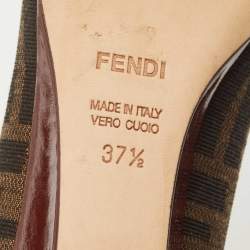 FENDI
MADE IN ITALY
VERO CUOIO
37½